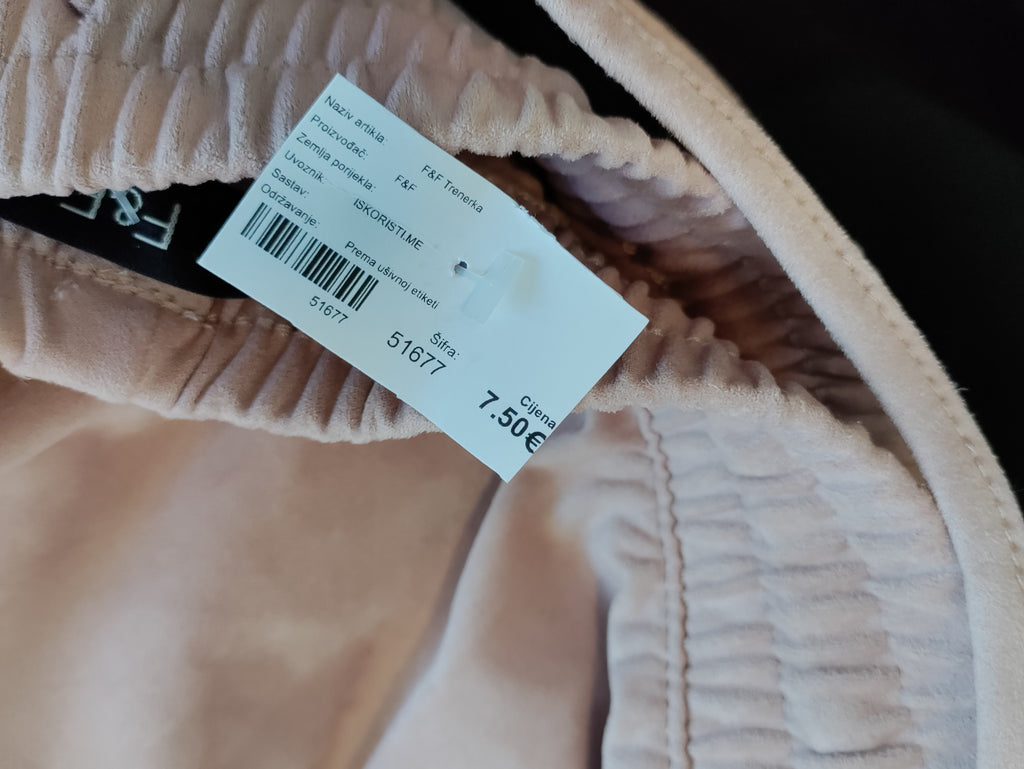 Naziv artikla: F&F Trenerka
Proizvođač: F&F
Zemlja porijekla:
Uvoznik: ISKORISTI.ME
Sastav:
Održavanje: Prema ušivnoj etiketi
51677
Šifra:
51677
Cijena
7.50€
F&F